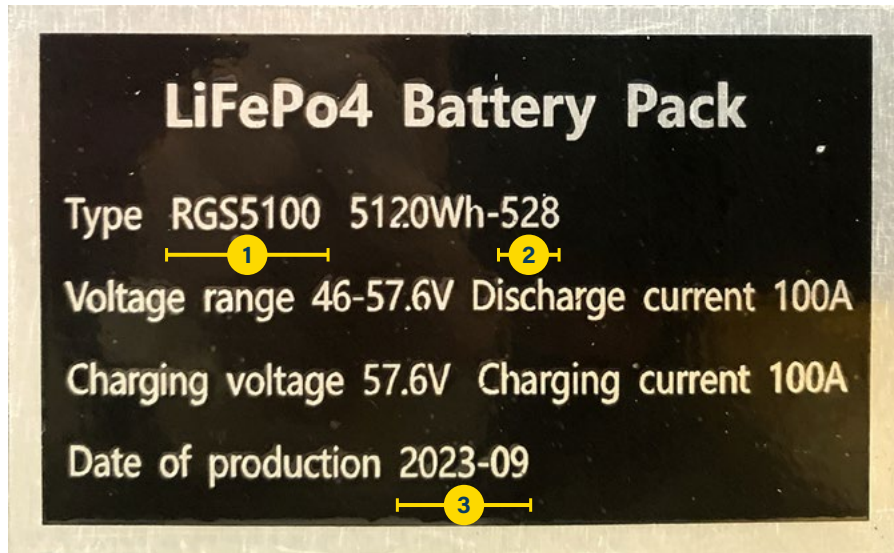 LiFePo4 Battery Pack
Type RGS5100 5120Wh-528
1 2
Voltage range 46-57.6V Discharge current 100A
Charging voltage 57.6V Charging current 100A
Date of production 2023-09
3